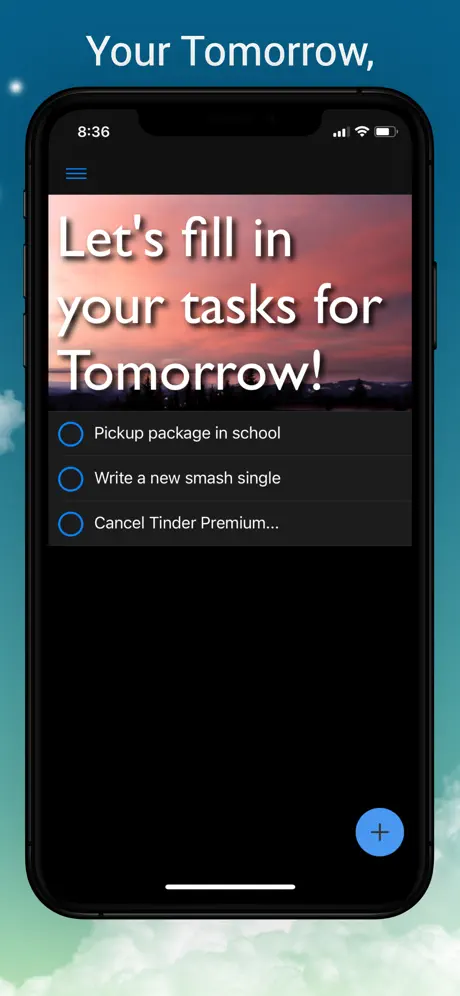 Your Tomorrow,
8:36
Let's fill in
your tasks for
Tomorrow!
Pickup package in school
Write a new smash single
Cancel Tinder Premium...